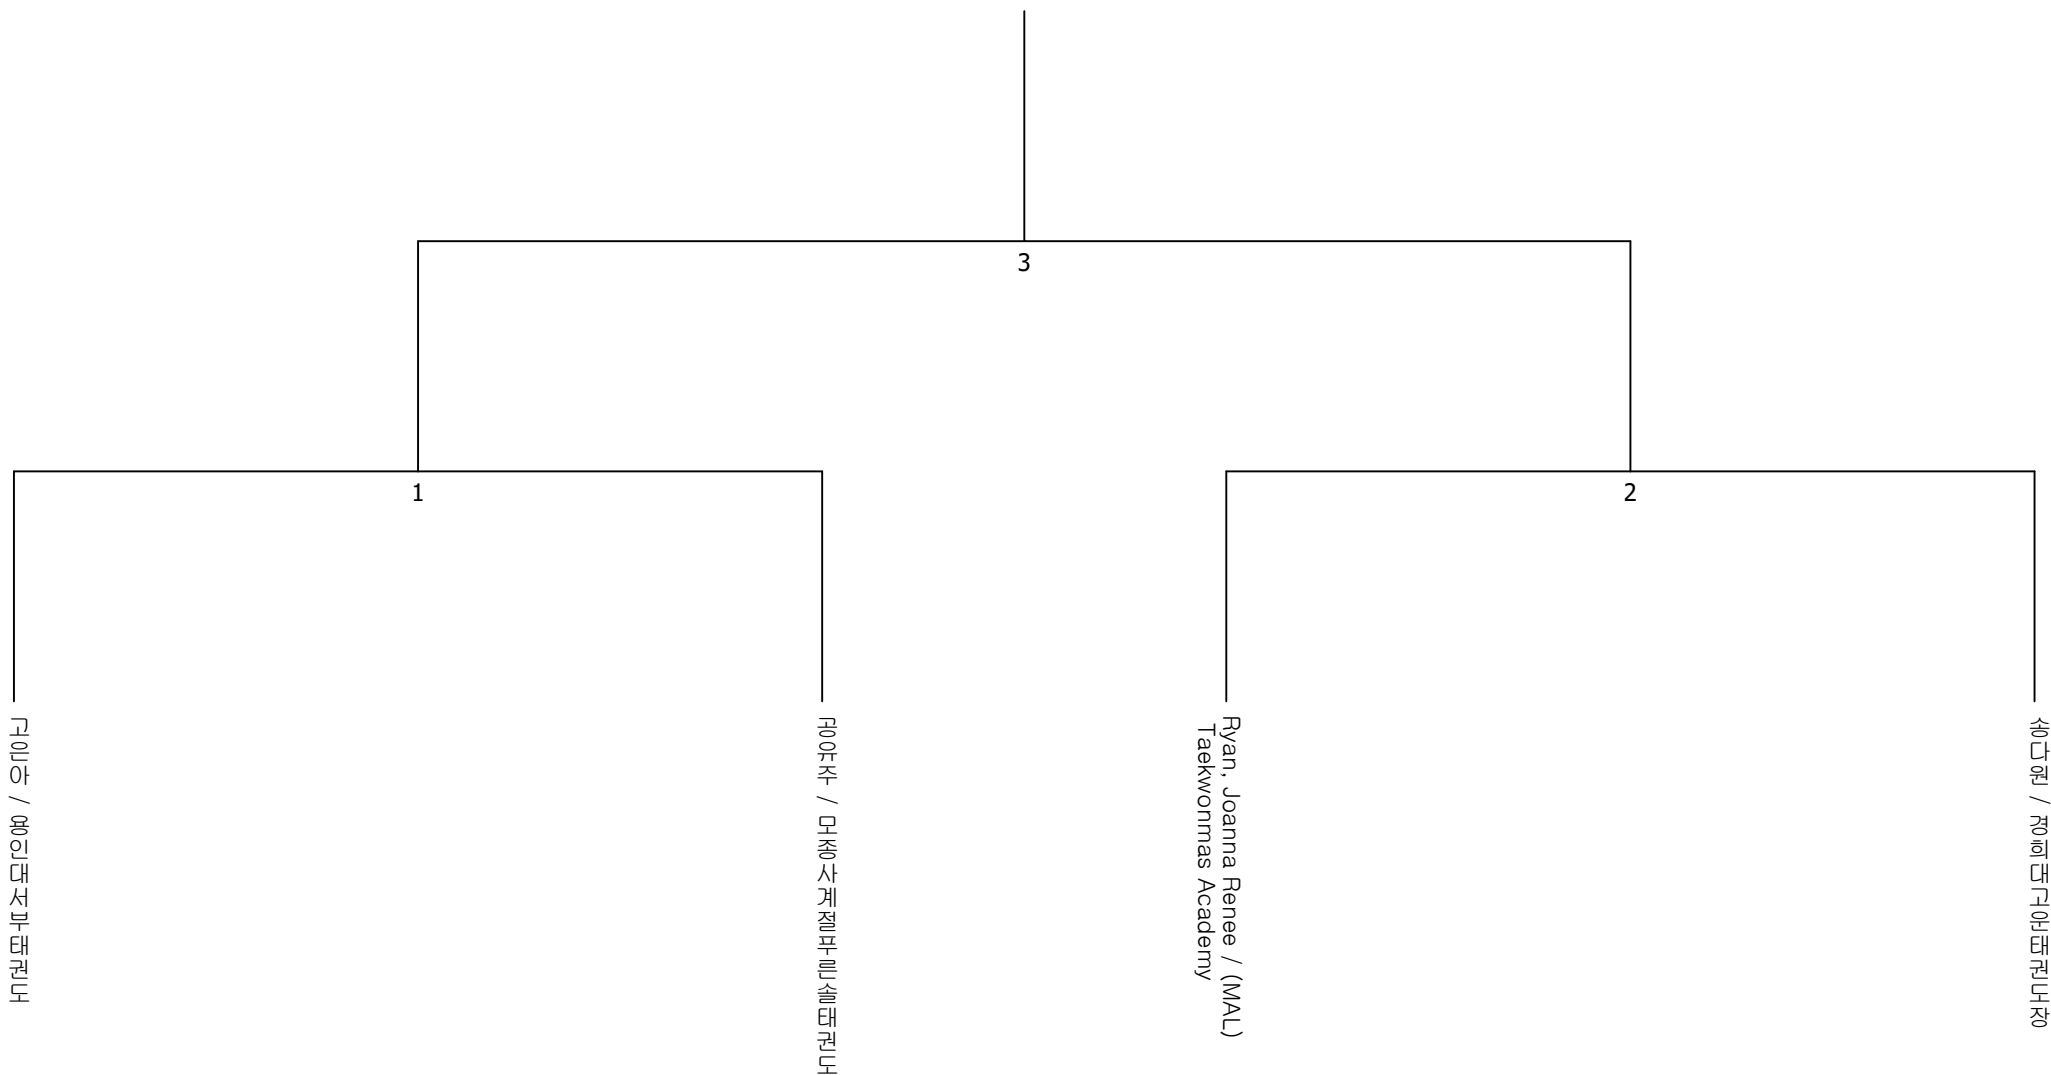 3
1
2
고은아 / 용인대서부태권도
공유주 / 모종사계절푸른솔태권도
Ryan, Joanna Renee / (MAL)
Taekwonmas Academy
송다원 / 경희대고운태권도장